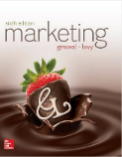 sixth edition
marketing
grewal • levy
&